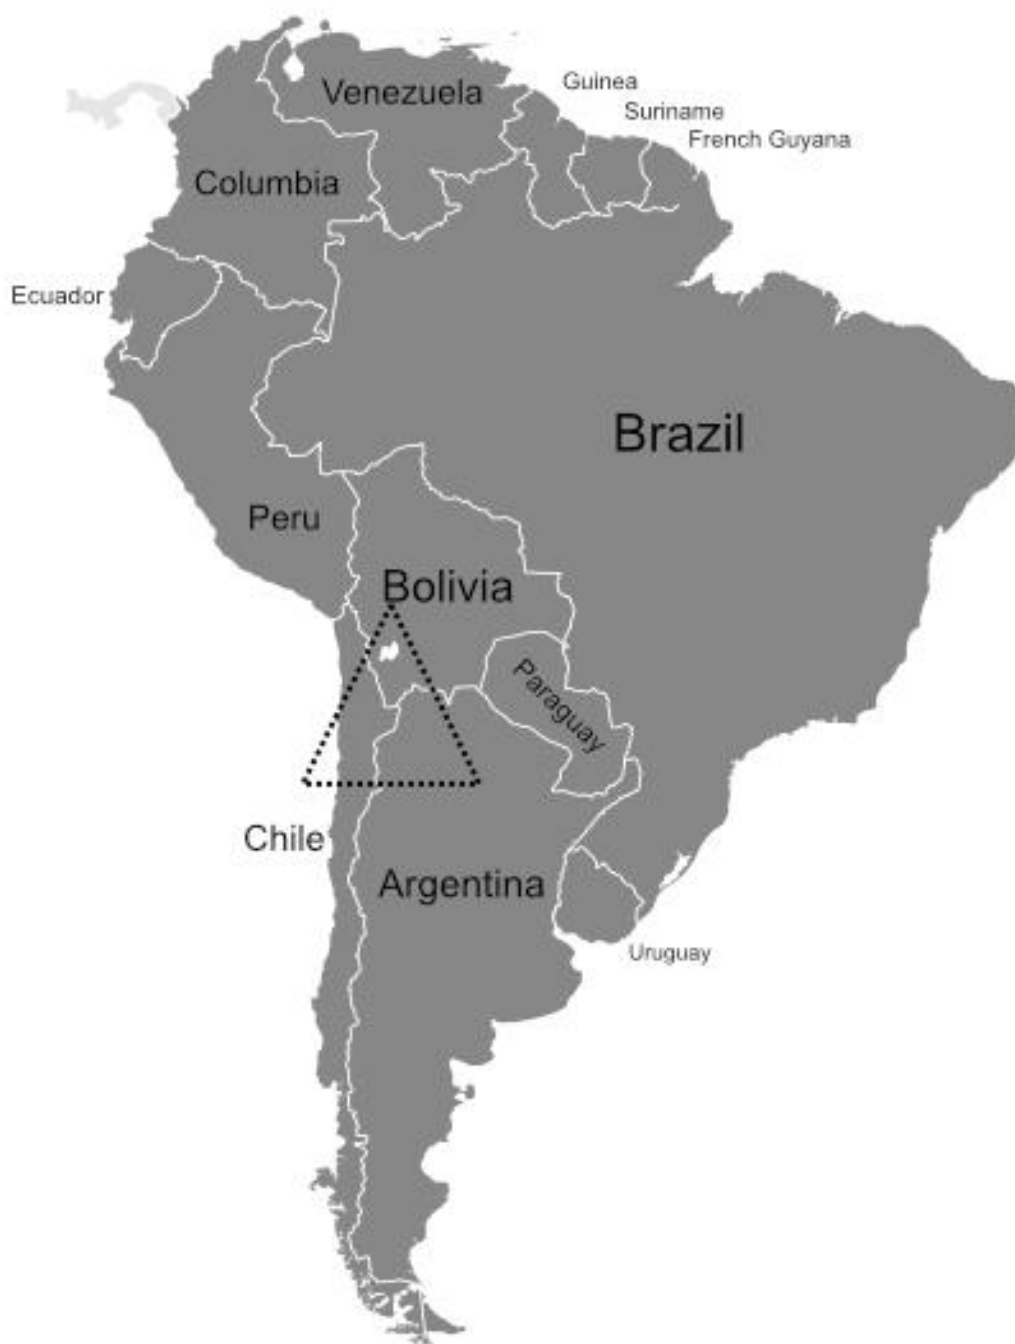 Guinea
Venezuela
Suriname
French Guyana
Columbia
Ecuador
Brazil
Peru
Bolivia
Paraguay
Chile
Argentina
Uruguay